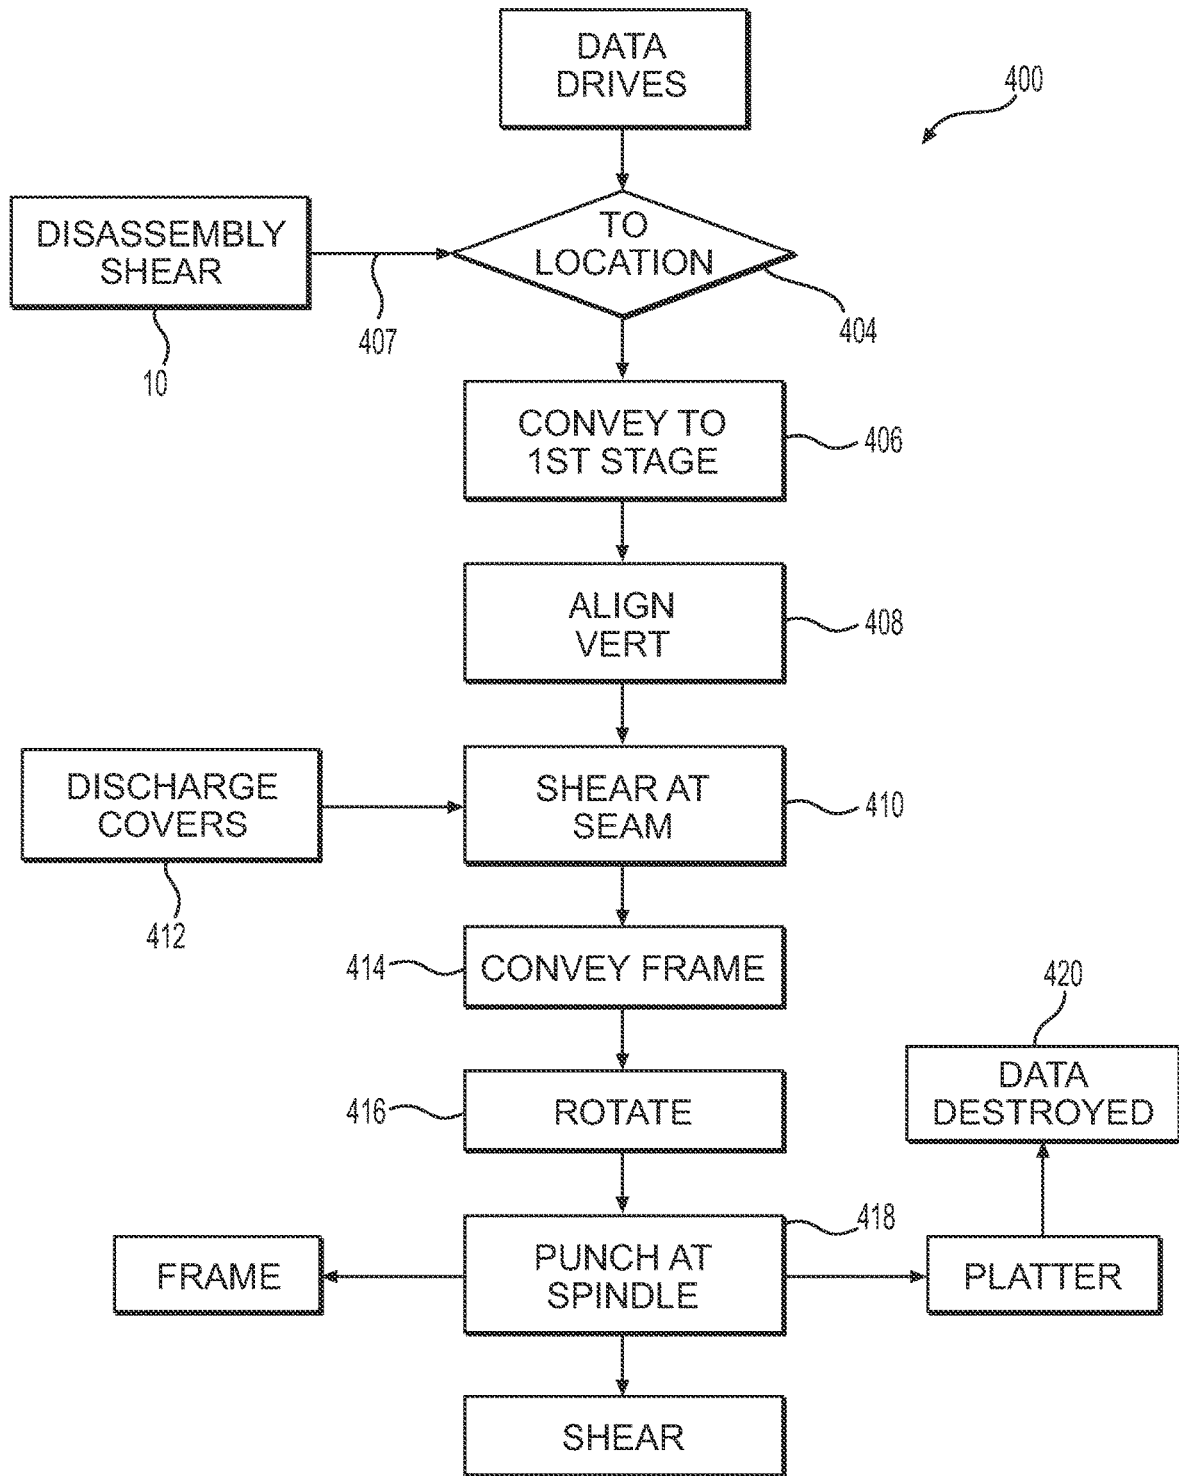 DATA
DRIVES
400
DISASSEMBLY
SHEAR
TO
LOCATION
407
404
10
CONVEY TO
1ST STAGE
406
ALIGN
VERT
408
DISCHARGE
COVERS
SHEAR AT
SEAM
410
412
414
CONVEY FRAME
420
416
ROTATE
DATA
DESTROYED
418
FRAME
PUNCH AT
SPINDLE
PLATTER
SHEAR